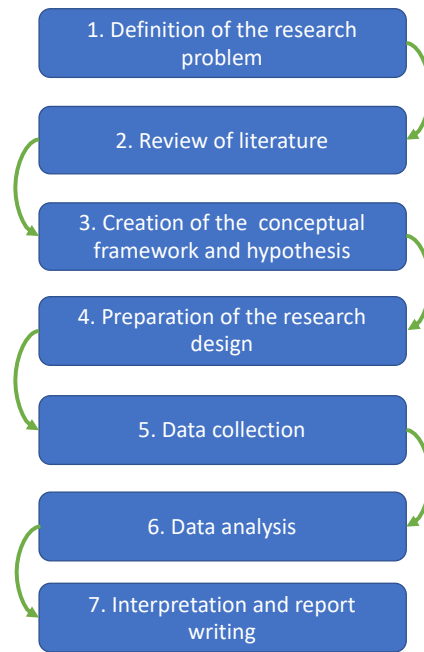 1. Definition of the research
problem
2. Review of literature
3. Creation of the  conceptual
framework and hypothesis
4. Preparation of the research
design
5. Data collection
6. Data analysis
7. Interpretation and report
writing